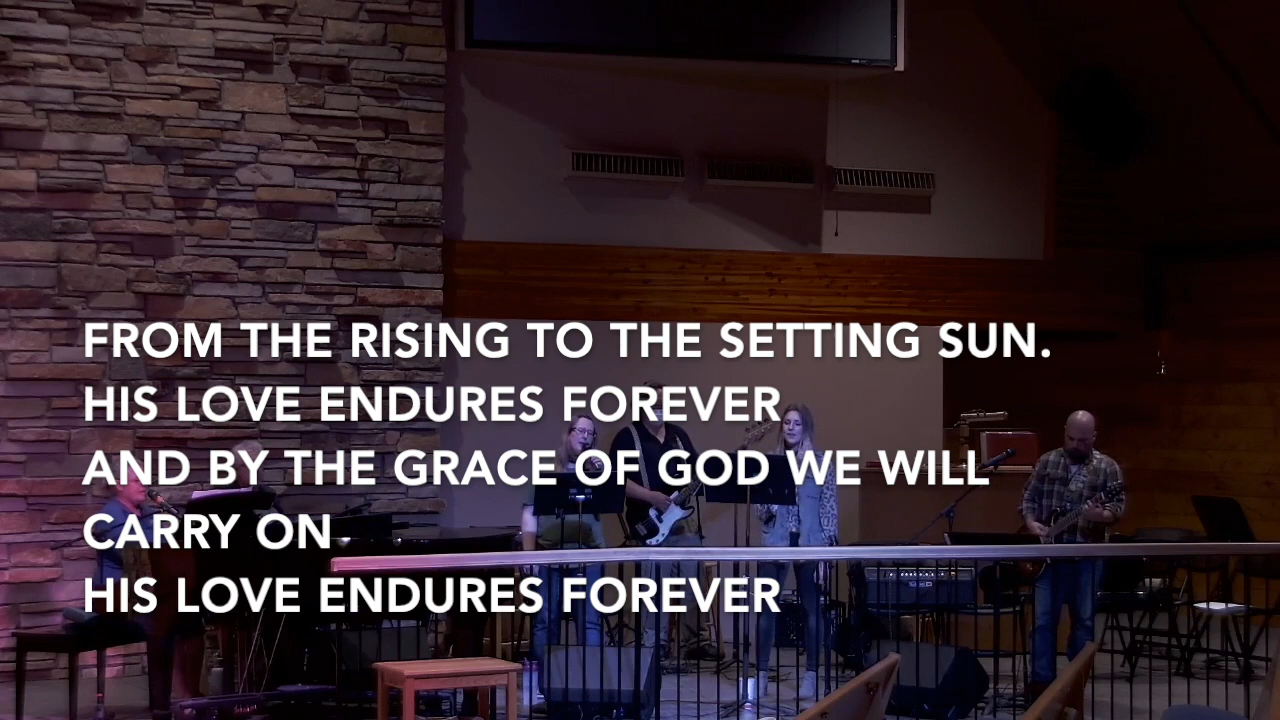 FROM THE RISING TO THE SETTING SUN.
HIS LOVE ENDURES FOREVER
AND BY THE GRACE OF GOD WE WILL
CARRY ON
HIS LOVE ENDURES FOREVER